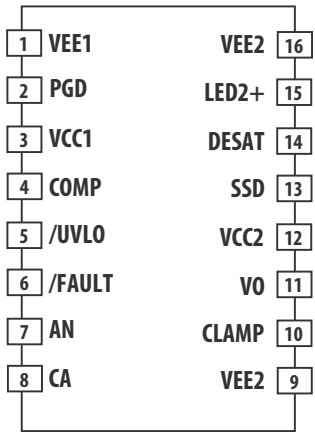 1 VEE1 VEE2 16
2 PGD LED2+ 15
3 VCC1 DESAT 14
4 COMP SSD 13
5 /UVLO VCC2 12
6 /FAULT VO 11
7 AN CLAMP 10
8 CA VEE2 9